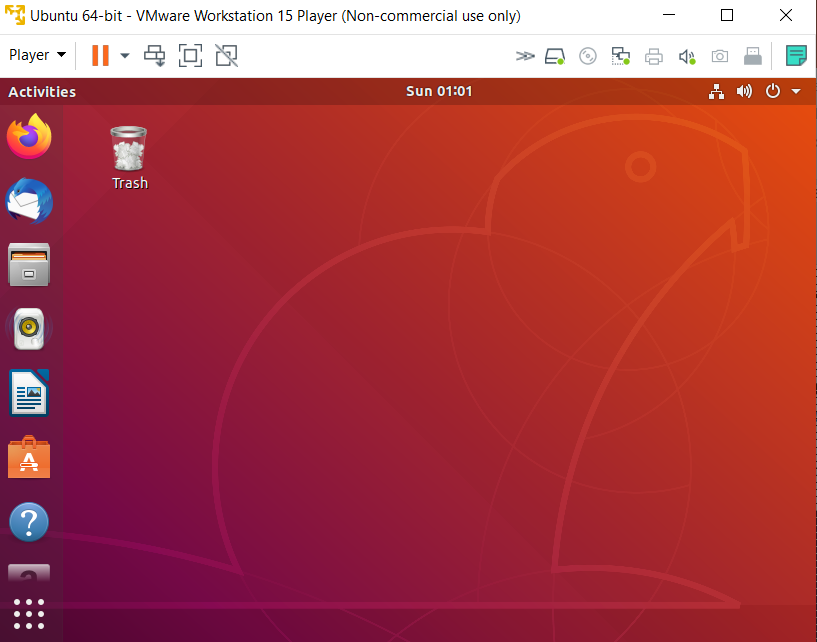 Ubuntu 64-bit - VMware Workstation 15 Player (Non-commercial use only)
Player
Activities
Sun 01:01
Trash